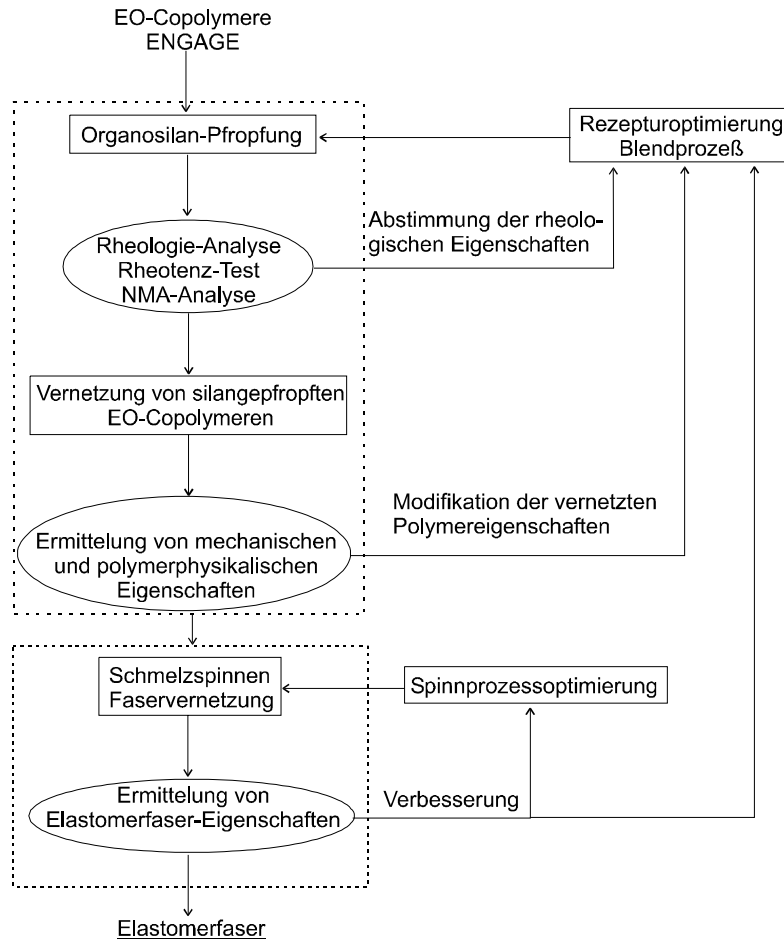 EO-Copolymere
ENGAGE
Organosilan-Pfropfung
Rezepturoptimierung
Blendprozeß
Abstimmung der rheolo-
gischen Eigenschaften
Rheologie-Analyse
Rheotenz-Test
NMA-Analyse
Vernetzung von silangepfropften
EO-Copolymeren
Modifikation der vernetzten
Polymereigenschaften
Ermittelung von mechanischen
und polymerphysikalischen
Eigenschaften
Schmelzspinnen
Faservernetzung
Spinnprozessoptimierung
Ermittelung von
Elastomerfaser-Eigenschaften
Verbesserung
Elastomerfaser